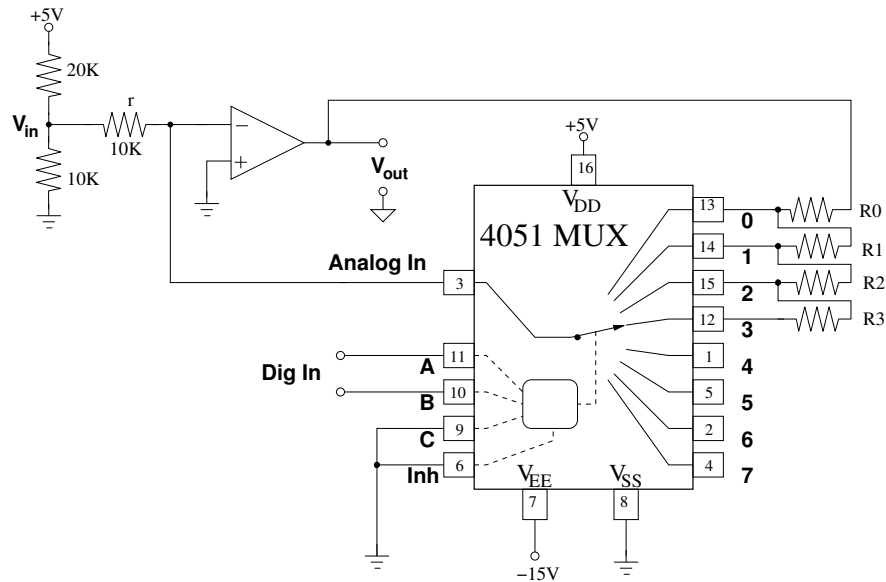 +5V
20K
r
V_in
10K
10K
−
+
V_out
+5V
16
V_DD
4051 MUX
Analog In
3
13
0
R0
14
1
R1
15
2
R2
12
3
R3
Dig In
11
A
10
B
9
C
6
Inh
1
4
5
5
2
6
4
7
V_EE
7
−15V
V_SS
8